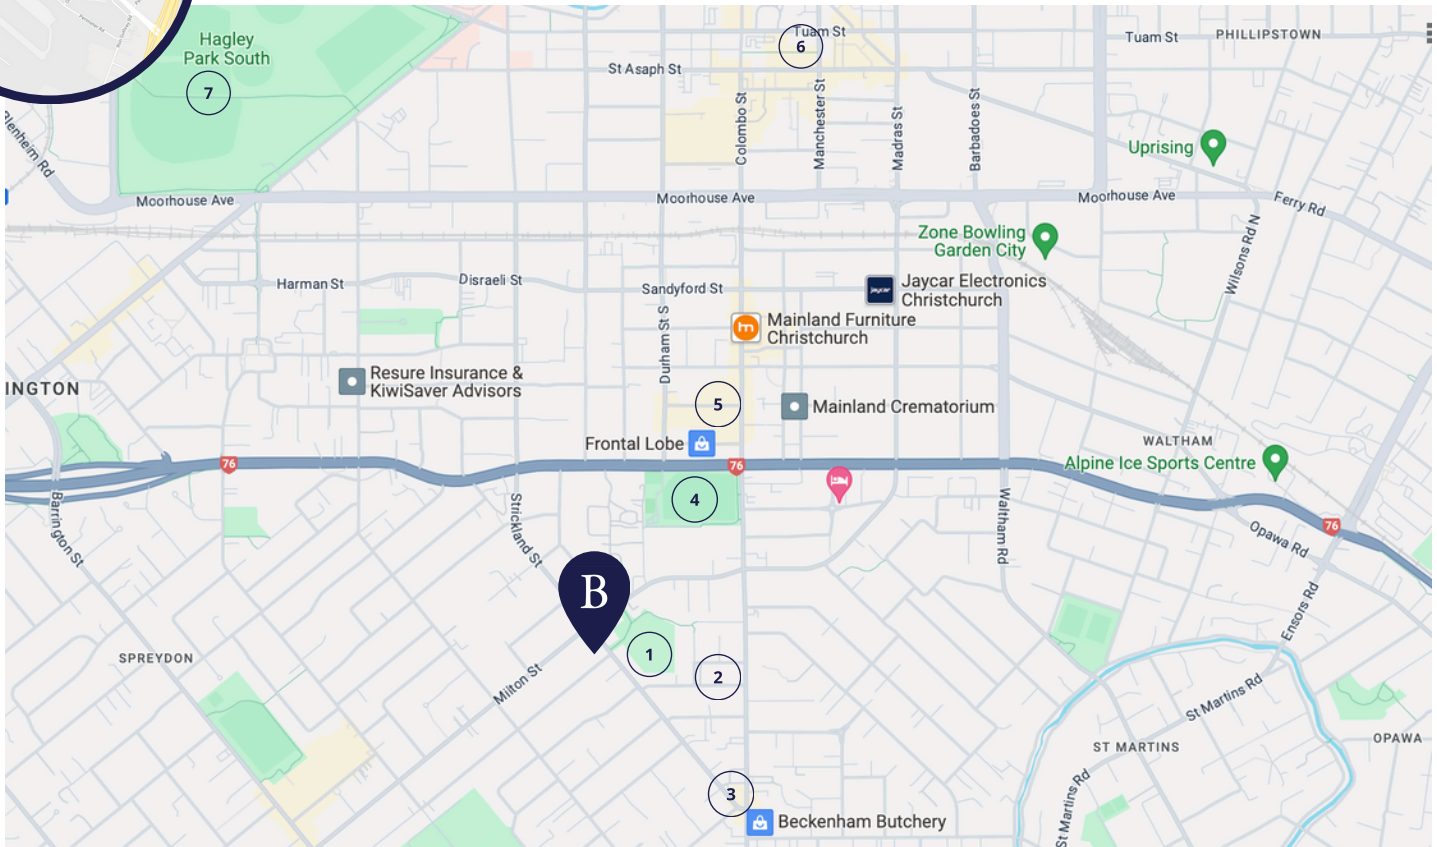 Hagley
Park South
7
6
Tuam St
Tuam St
PHILLIPSTOWN
St Asaph St
Colombo St
Manchester St
Madras St
Barbadoes St
Glenheim Rd
Uprising
Moorhouse Ave
Moorhouse Ave
Moorhouse Ave
Ferry Rd
Wilsons Rd N
Zone Bowling
Garden City
Harman St
Disraeli St
Sandyford St
Jaycar
Jaycar Electronics
Christchurch
Durham St S
m
Mainland Furniture
Christchurch
INGTON
Resure Insurance &
KiwiSaver Advisors
5
Mainland Crematorium
Frontal Lobe
WALTHAM
Alpine Ice Sports Centre
76
76
76
4
Barrington St
Strickland St
Waltham Rd
Opawa Rd
Ensors Rd
B
1
2
SPREYDON
Milton St
St Martins Rd
ST MARTINS
OPAWA
St Martins Rd
3
Beckenham Butchery